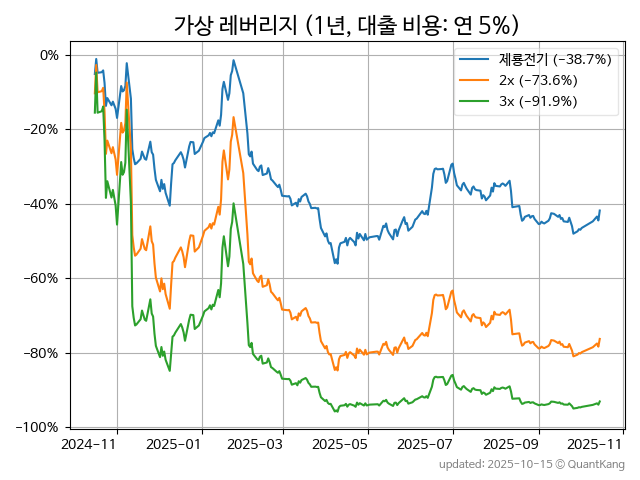 가상 레버리지 (1년, 대출 비용: 연 5%)
제룡전기 (−38.7%)
2x (−73.6%)
3x (−91.9%)
0%
−20%
−40%
−60%
−80%
−100%
2024−11 2025−01 2025−03 2025−05 2025−07 2025−09 2025−11
updated: 2025-10-15 © QuantKang